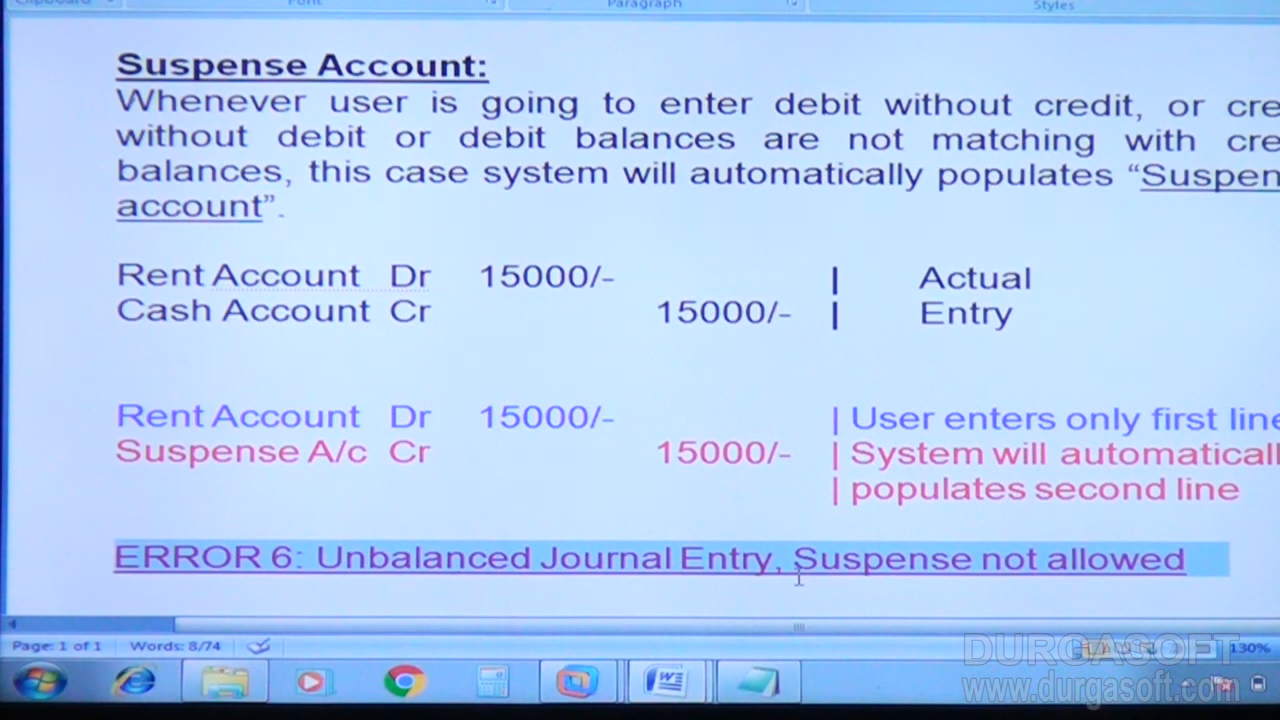 Clipboard Font Paragraph Styles
Suspense Account:
Whenever user is going to enter debit without credit, or cre
without debit or debit balances are not matching with cre
balances, this case system will automatically populates “Suspen
account”.
Rent Account Dr 15000/- | Actual
Cash Account Cr 15000/- | Entry
Rent Account Dr 15000/- | User enters only first line
Suspense A/c Cr 15000/- | System will automaticall
| populates second line
ERROR 6: Unbalanced Journal Entry, Suspense not allowed
Page: 1 of 1 Words: 8/74 130%
DURGASOFT
www.durgasoft.com